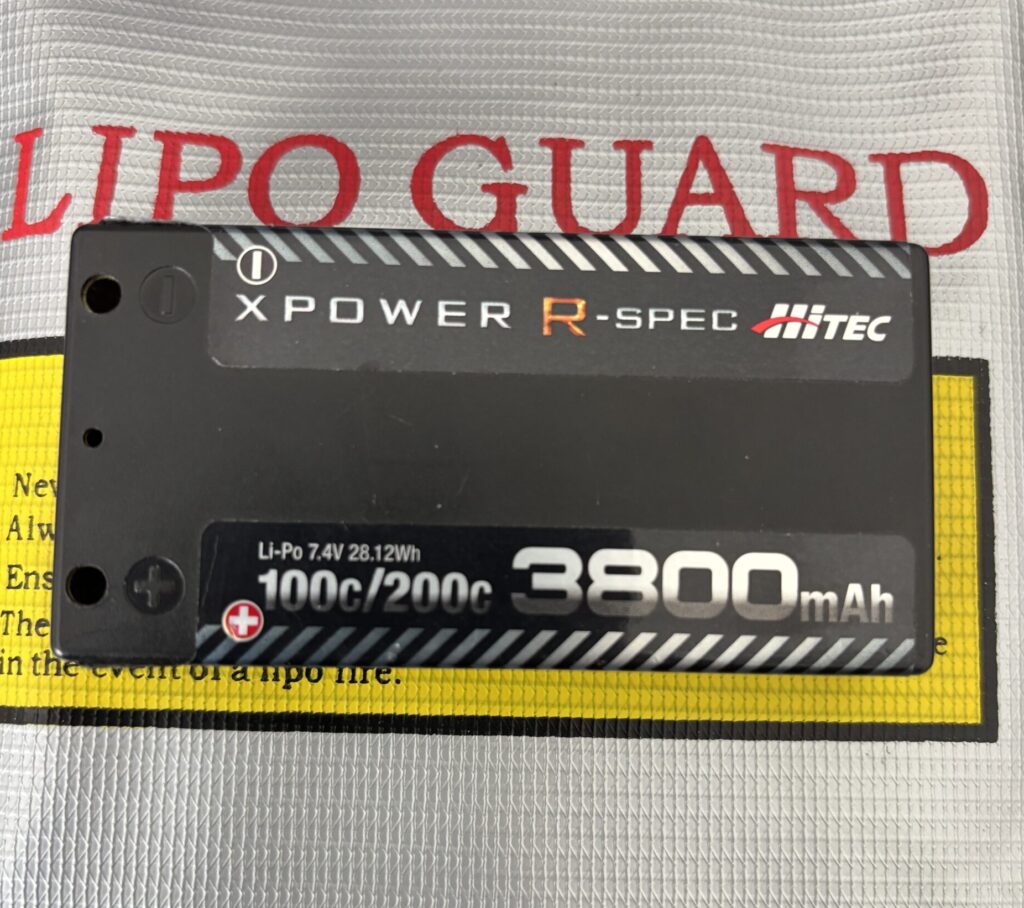 LIPO GUARD
XPOWER R-SPEC HiTEC
Li-Po 7.4V 28.12Wh
100c/200c 3800mAh
in the event of a lipo fire.